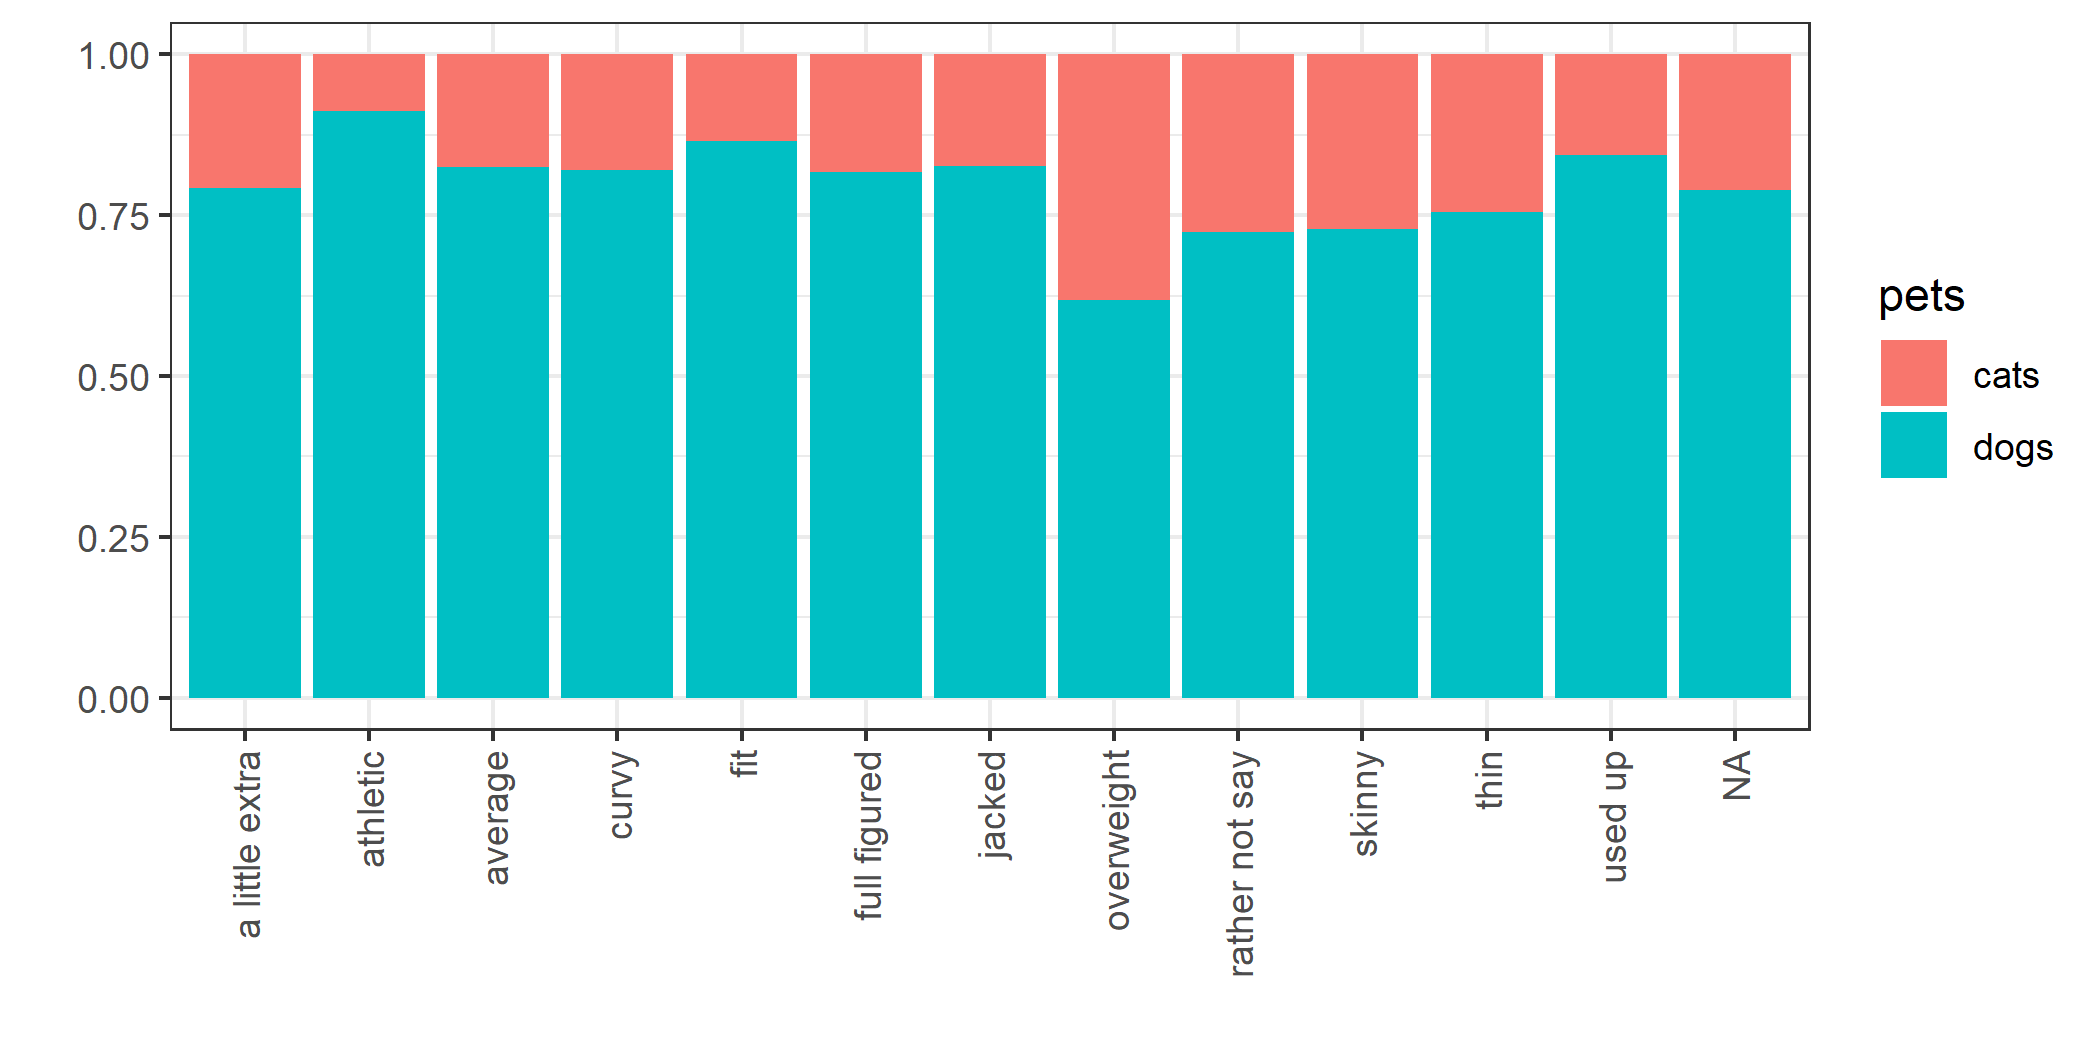 1.00
0.75
0.50
0.25
0.00
a little extra
athletic
average
curvy
fit
full figured
jacked
overweight
rather not say
skinny
thin
used up
NA
pets
cats
dogs